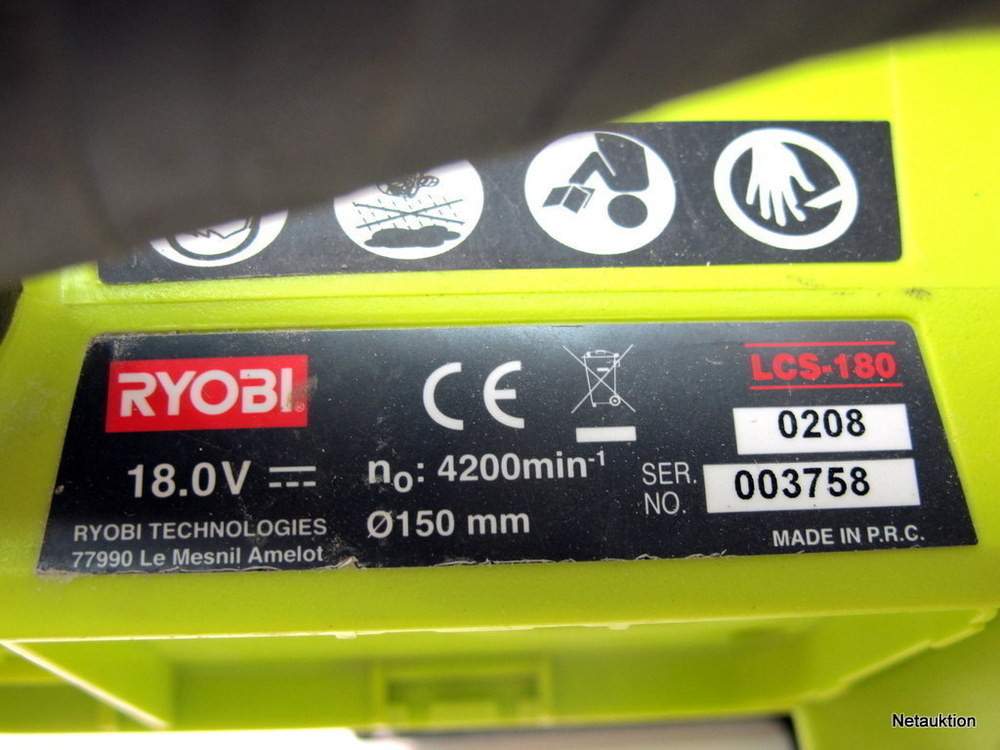 RYOBI
18.0V
RYOBI TECHNOLOGIES
77990 Le Mesnil Amelot
CE
n₀: 4200min⁻¹
Ø150 mm
LCS-180
0208
SER. NO. 003758
MADE IN P.R.C.
Netauktion